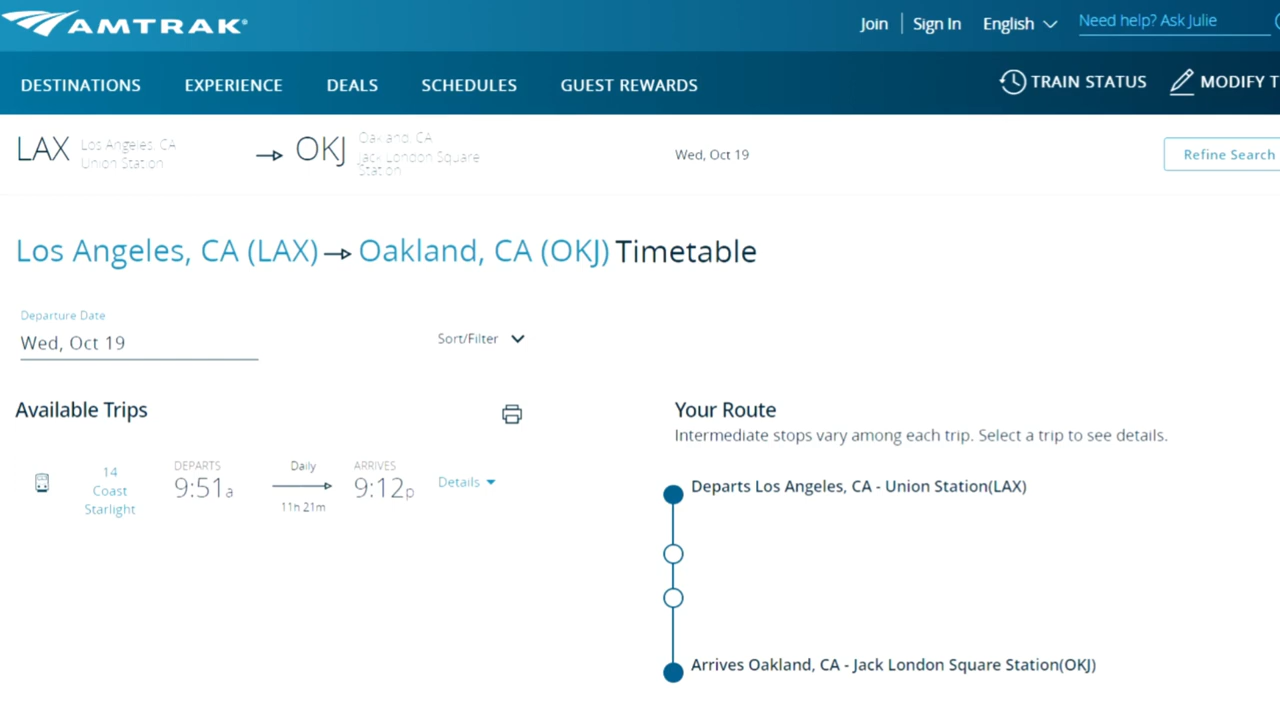 AMTRAK®
Join Sign In English Need help? Ask Julie
DESTINATIONS EXPERIENCE DEALS SCHEDULES GUEST REWARDS TRAIN STATUS MODIFY T
LAX Los Angeles, CA
Union Station
OKJ Oakland, CA
Jack London Square
Station
Wed, Oct 19
Refine Search
Los Angeles, CA (LAX) → Oakland, CA (OKJ) Timetable
Departure Date
Wed, Oct 19
Sort/Filter
Available Trips
14
Coast
Starlight
DEPARTS
9:51a
Daily
11h 21m
ARRIVES
9:12p
Details
Your Route
Intermediate stops vary among each trip. Select a trip to see details.
Departs Los Angeles, CA - Union Station(LAX)
Arrives Oakland, CA - Jack London Square Station(OKJ)